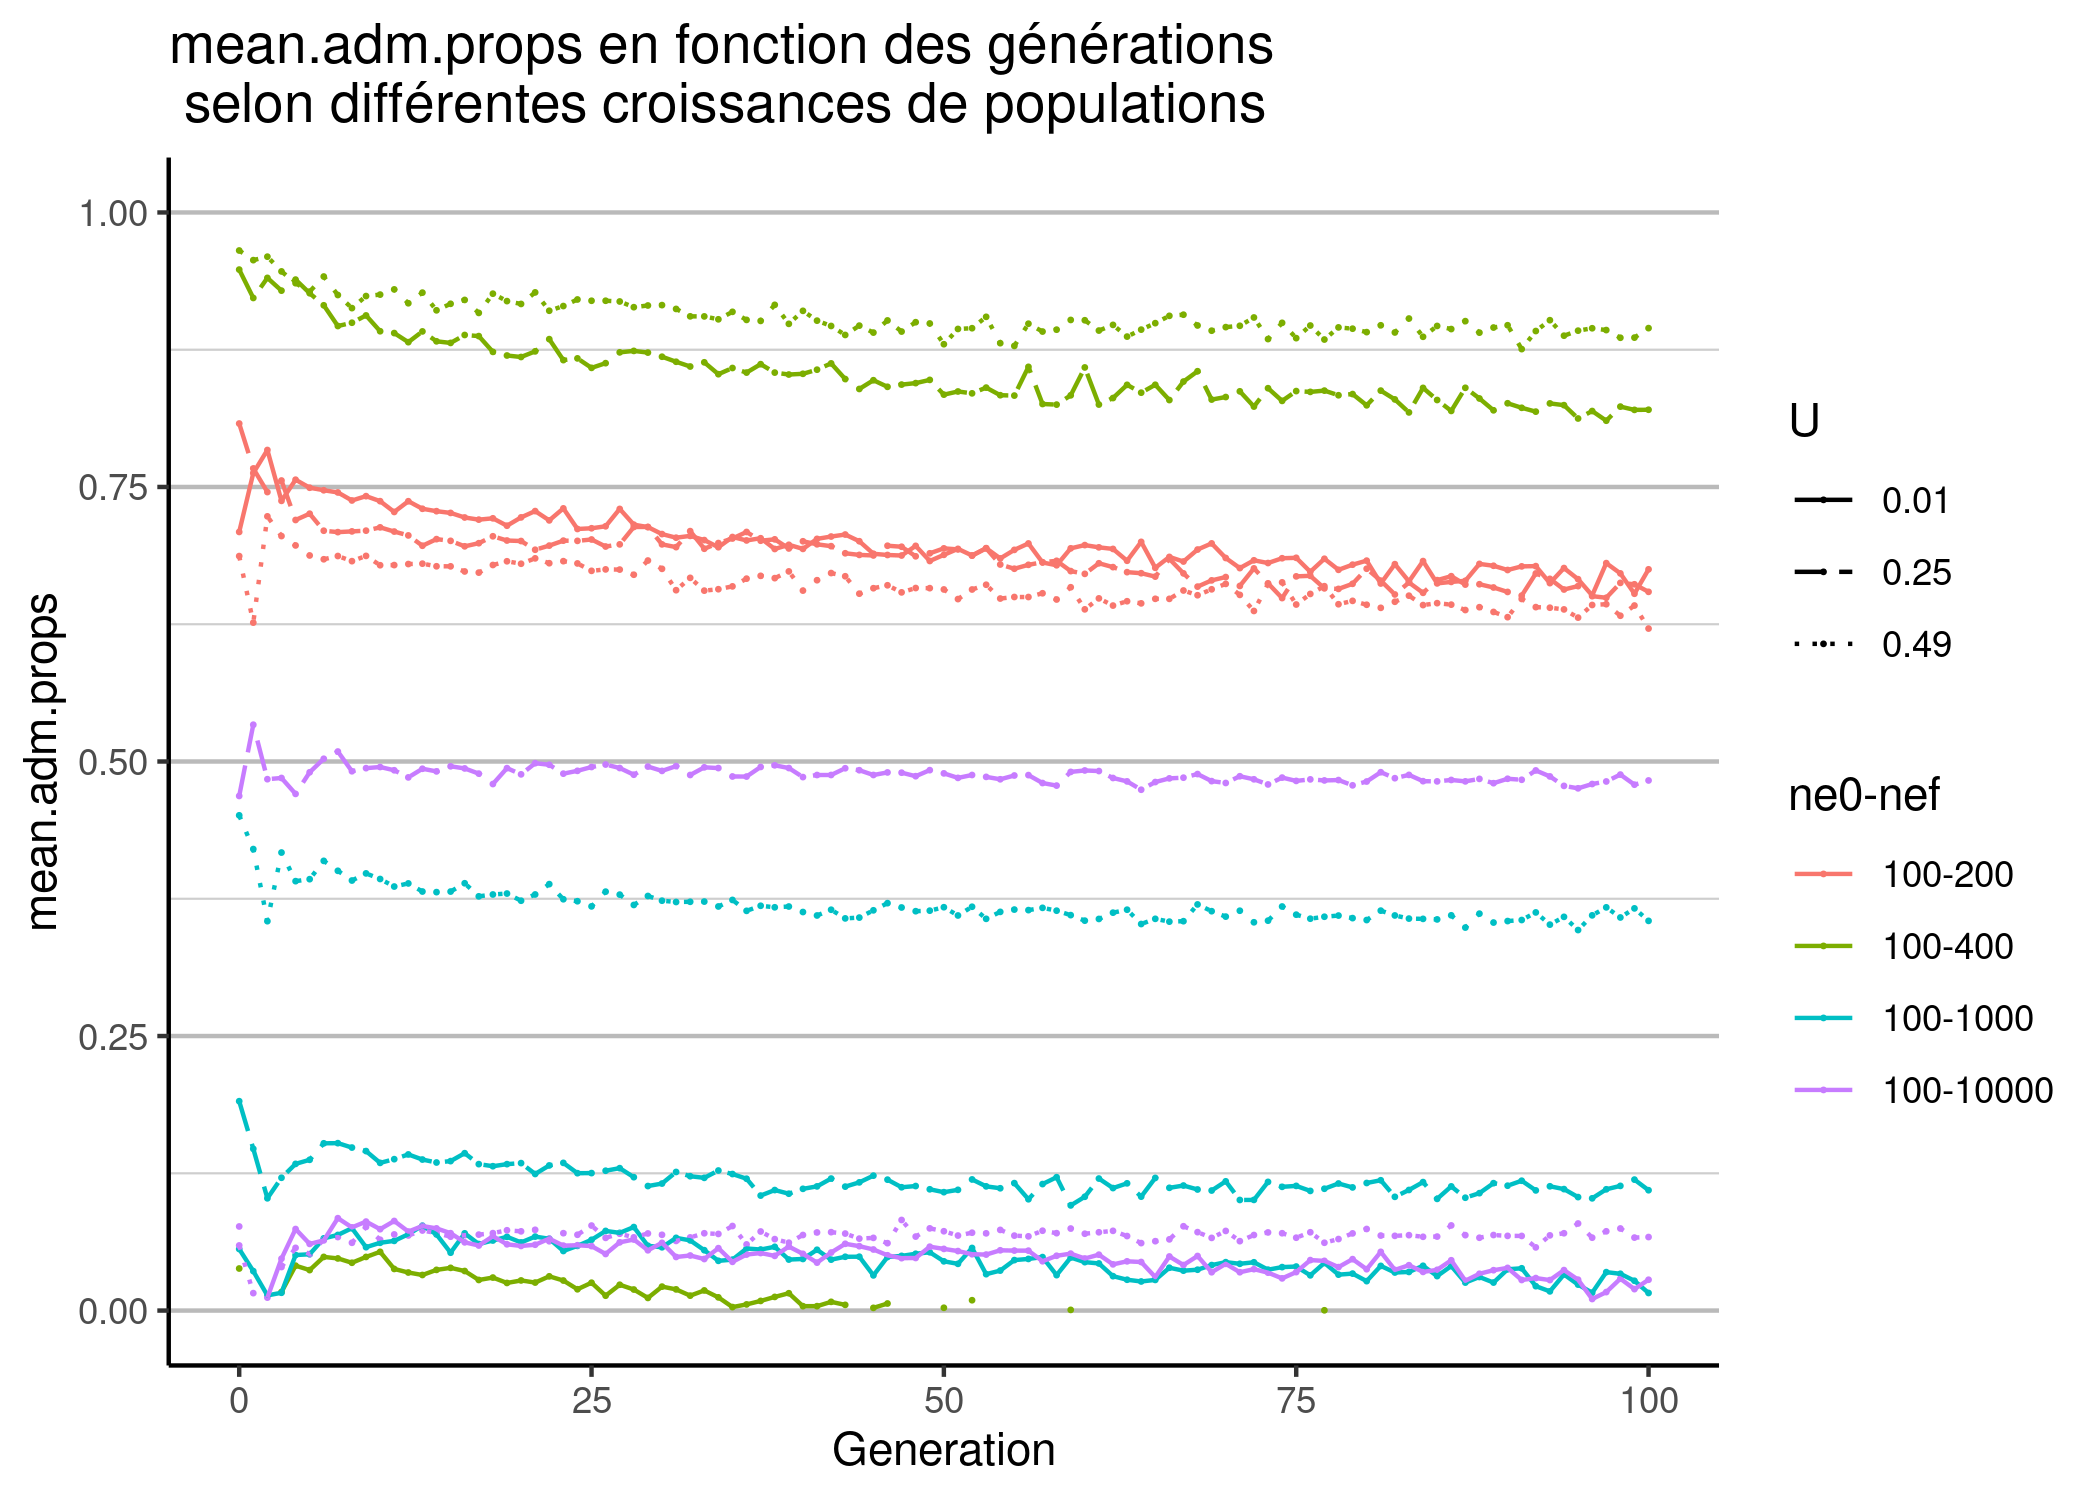 mean.adm.props en fonction des générations
selon différentes croissances de populations
mean.adm.props
1.00
0.75
0.50
0.25
0.00
0
25
50
75
100
Generation
U
0.01
0.25
0.49
ne0-nef
100-200
100-400
100-1000
100-10000